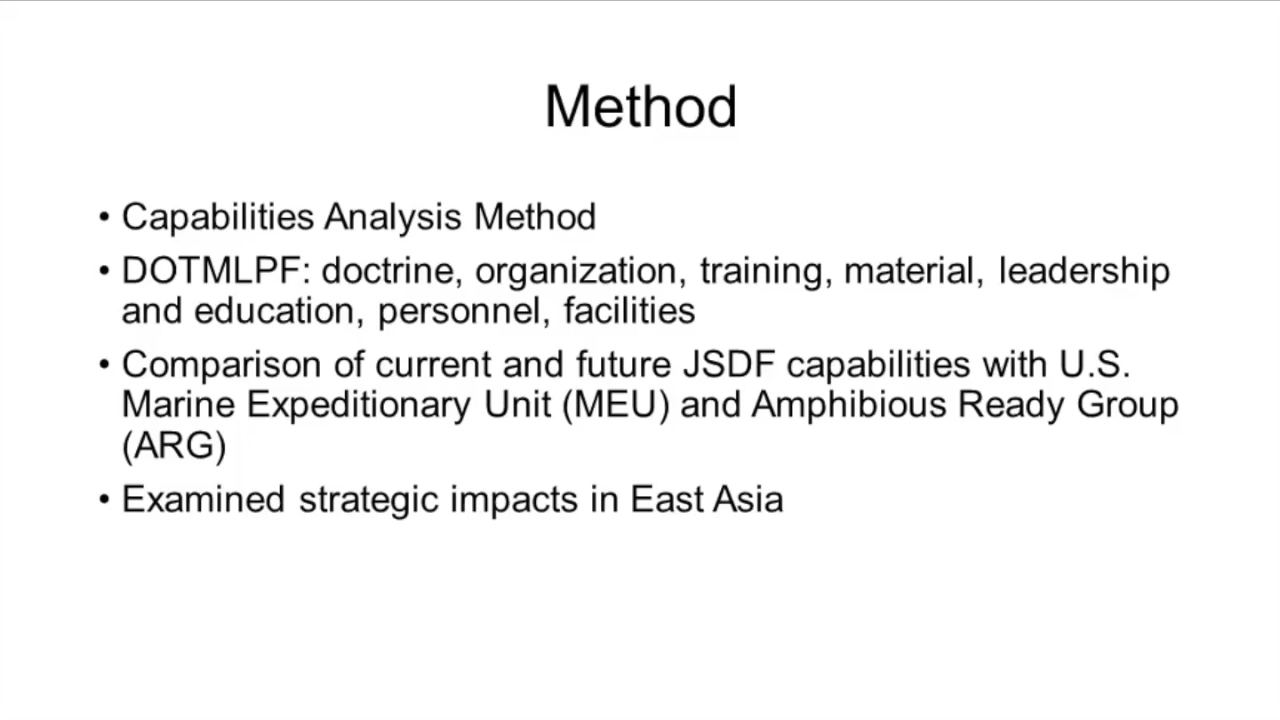 Method
• Capabilities Analysis Method
• DOTMLPF: doctrine, organization, training, material, leadership
and education, personnel, facilities
• Comparison of current and future JSDF capabilities with U.S.
Marine Expeditionary Unit (MEU) and Amphibious Ready Group
(ARG)
• Examined strategic impacts in East Asia